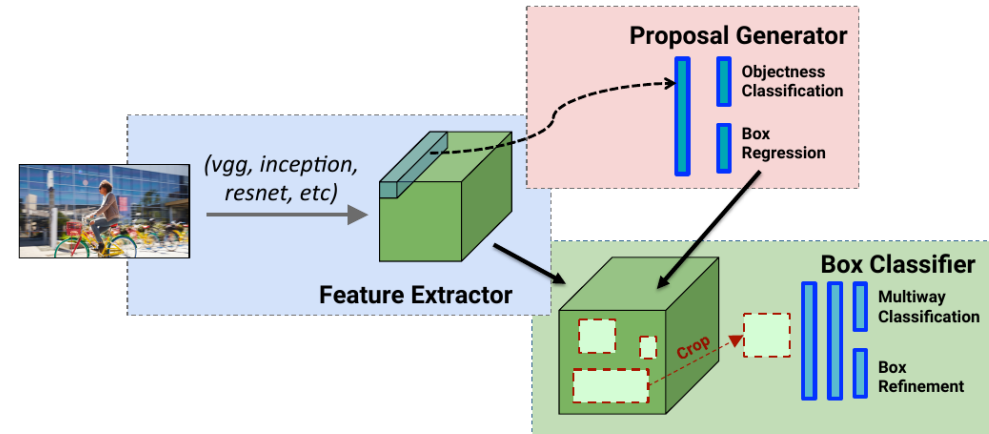 Proposal Generator
Objectness
Classification
Box
Regression
(vgg, inception,
resnet, etc)
Feature Extractor
Box Classifier
Multiway
Classification
Crop
Box
Refinement